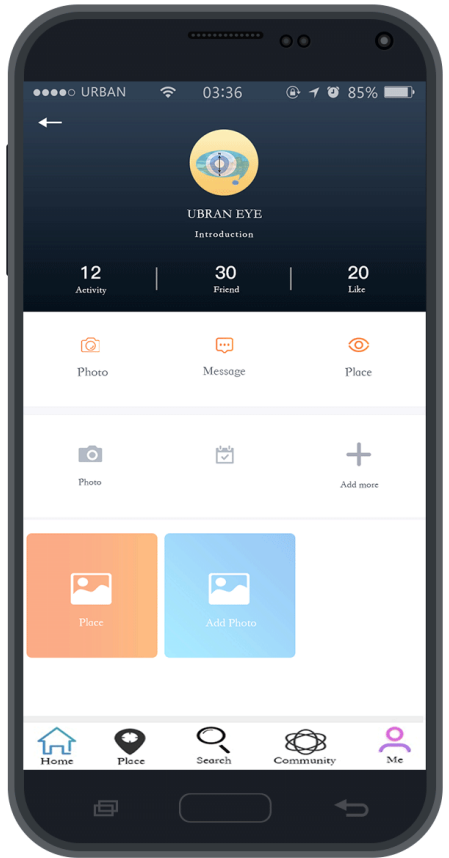 URBAN 03:36 85%
UBRAN EYE
Introduction
12 30 20
Activity Friend Like
Photo Message Place
Photo Add more
Place Add Photo
Home Place Search Community Me